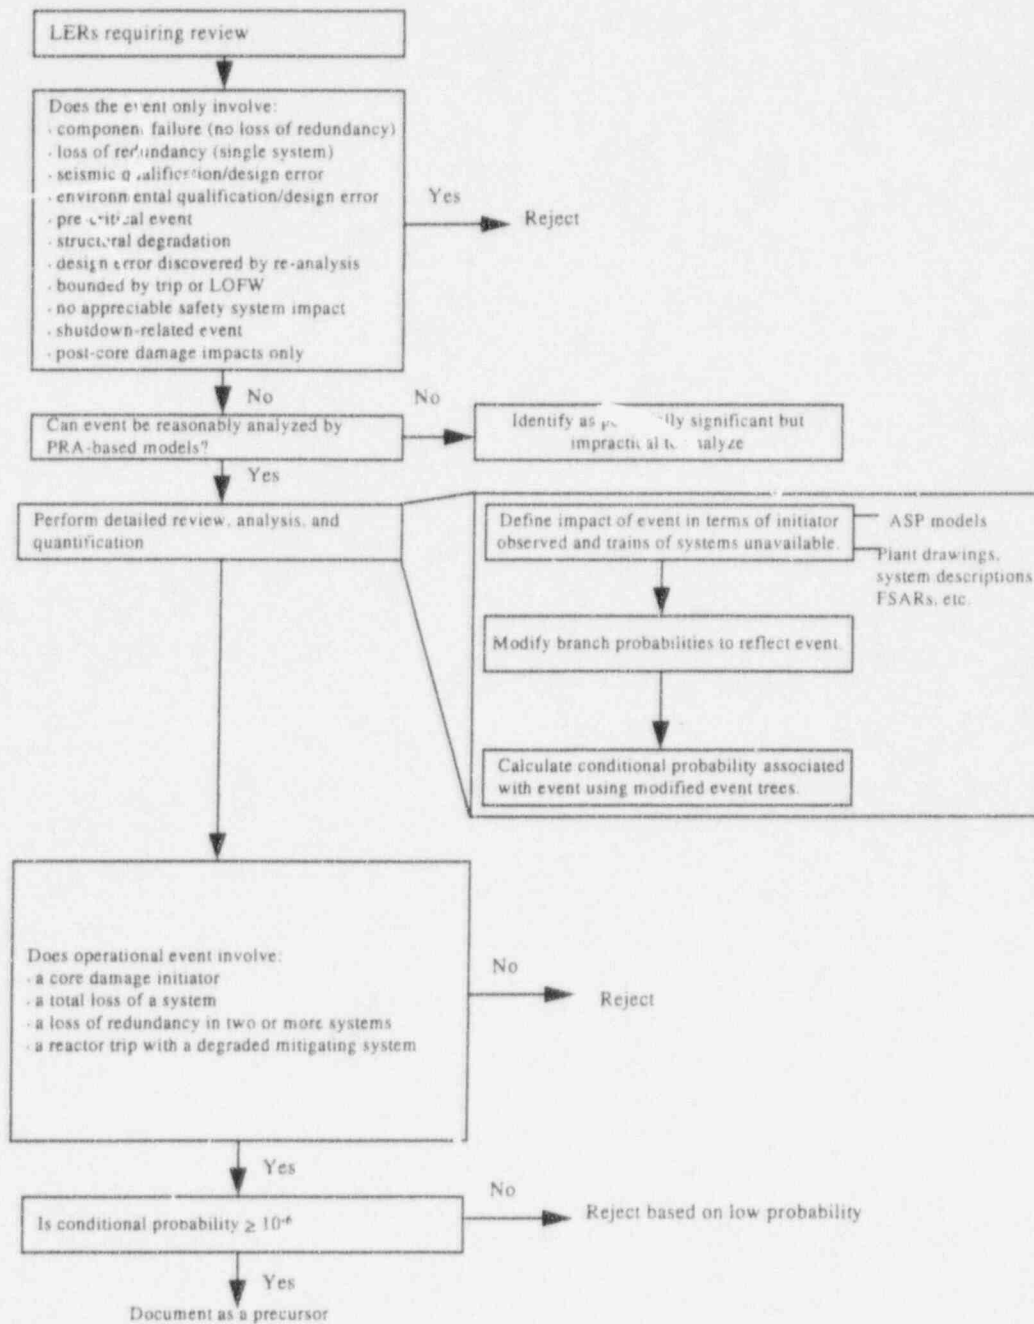 LERs requiring review
Does the event only involve:
· component failure (no loss of redundancy)
· loss of redundancy (single system)
· seismic qualification/design error
· environmental qualification/design error
· pre-critical event
· structural degradation
· design error discovered by re-analysis
· bounded by trip or LOFW
· no appreciable safety system impact
· shutdown-related event
· post-core damage impacts only
Yes
Reject
No
Can event be reasonably analyzed by
PRA-based models?
No
Identify as significant but
impractical to analyze
Yes
Perform detailed review, analysis, and
quantification
Define impact of event in terms of initiator
observed and trains of systems unavailable.
ASP models
Plant drawings,
system descriptions
FSARs, etc.
Modify branch probabilities to reflect event.
Calculate conditional probability associated
with event using modified event trees.
Does operational event involve:
· a core damage initiator
· a total loss of a system
· a loss of redundancy in two or more systems
· a reactor trip with a degraded mitigating system
No
Reject
Yes
Is conditional probability ≥ 10⁻⁶
No
Reject based on low probability
Yes
Document as a precursor